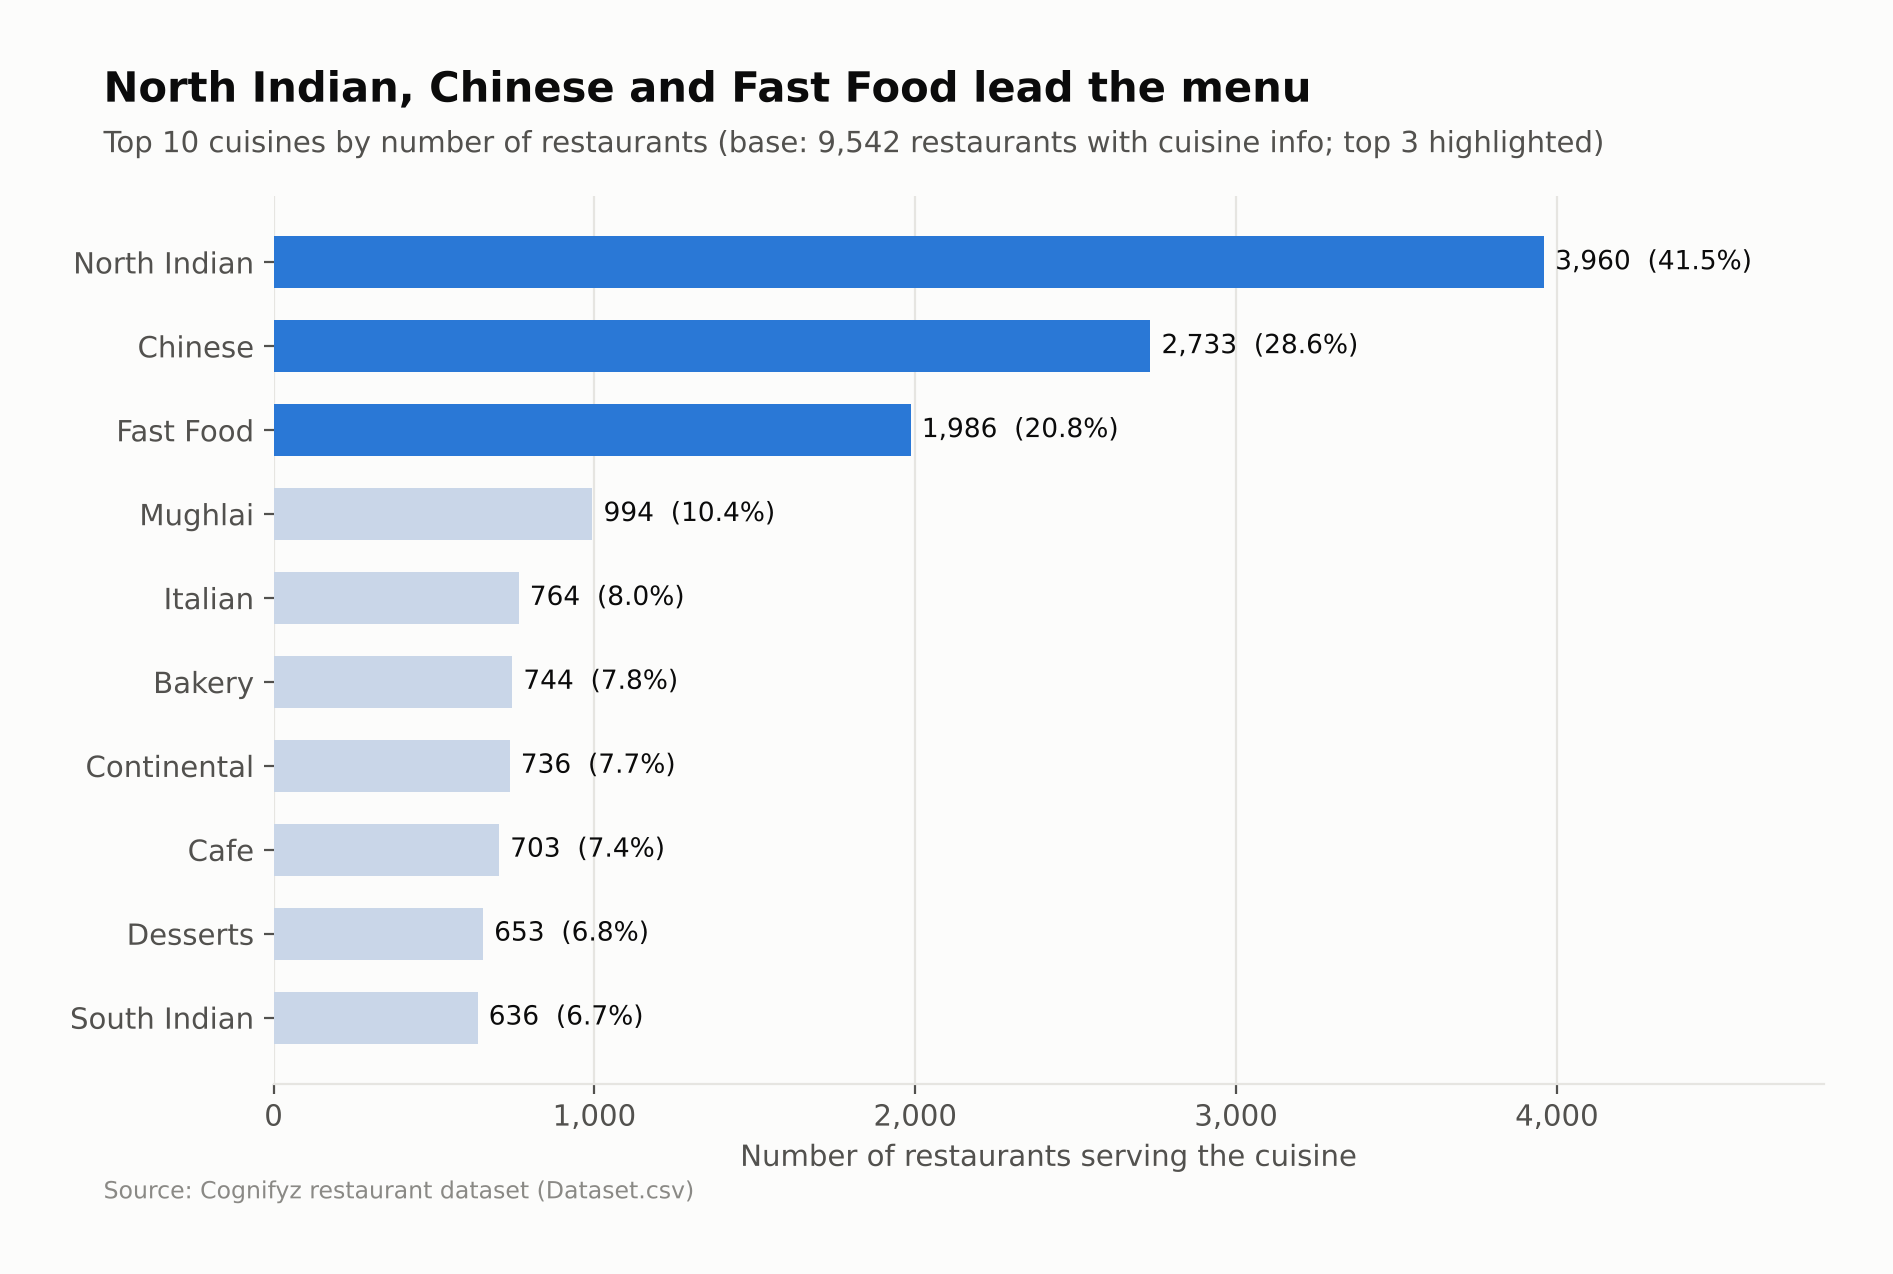 North Indian, Chinese and Fast Food lead the menu
Top 10 cuisines by number of restaurants (base: 9,542 restaurants with cuisine info; top 3 highlighted)
North Indian 3,960 (41.5%)
Chinese 2,733 (28.6%)
Fast Food 1,986 (20.8%)
Mughlai 994 (10.4%)
Italian 764 (8.0%)
Bakery 744 (7.8%)
Continental 736 (7.7%)
Cafe 703 (7.4%)
Desserts 653 (6.8%)
South Indian 636 (6.7%)
0 1,000 2,000 3,000 4,000
Number of restaurants serving the cuisine
Source: Cognifyz restaurant dataset (Dataset.csv)